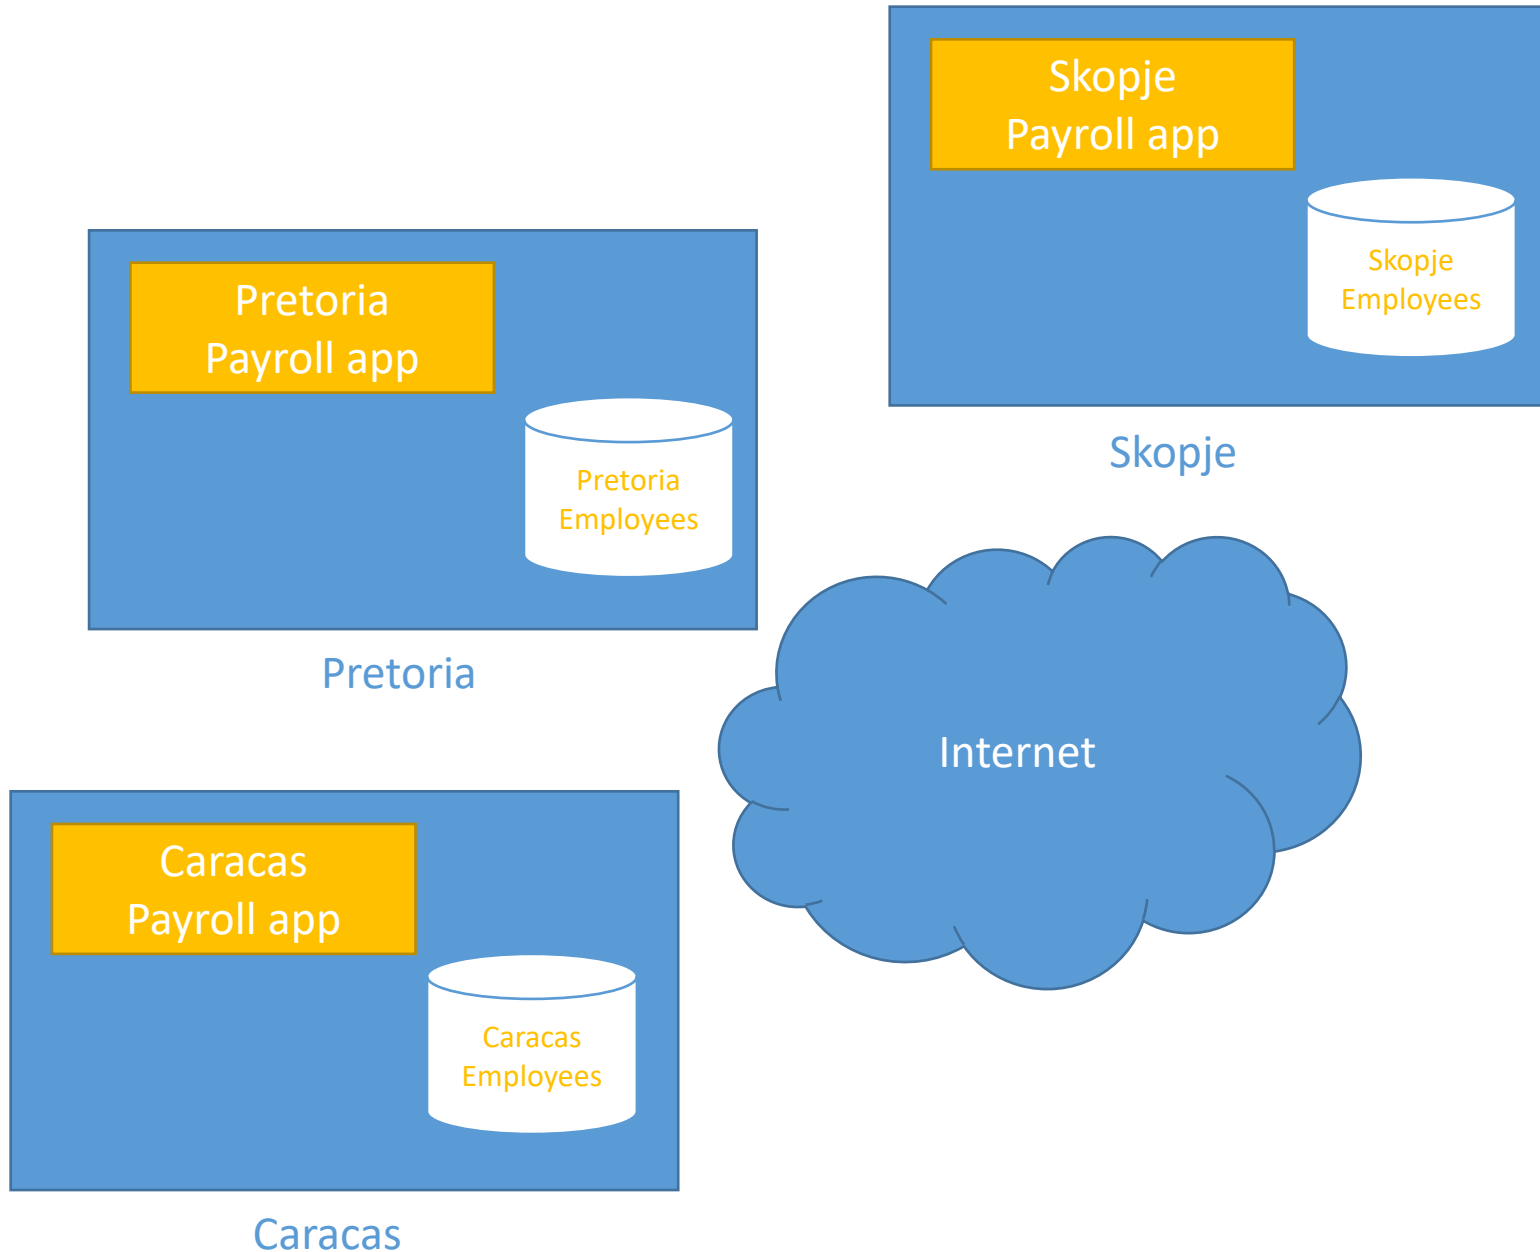 Skopje
Payroll app
Skopje
Employees
Skopje
Pretoria
Payroll app
Pretoria
Employees
Pretoria
Internet
Caracas
Payroll app
Caracas
Employees
Caracas